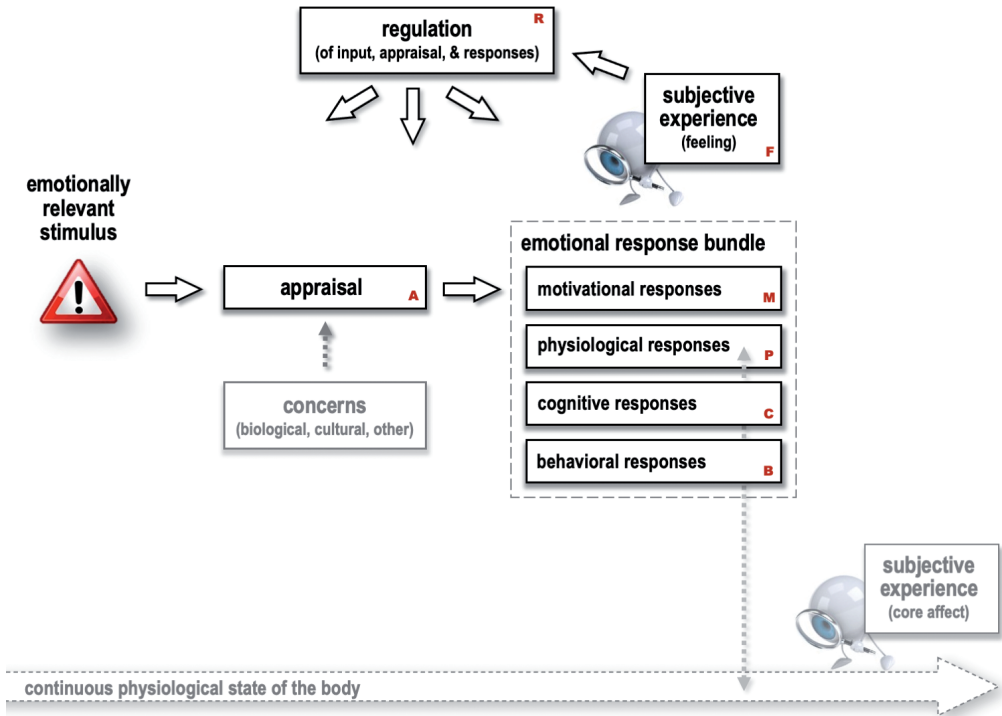 regulation R
(of input, appraisal, & responses)
subjective
experience
(feeling) F
emotionally
relevant
stimulus
!
appraisal A
concerns
(biological, cultural, other)
emotional response bundle
motivational responses M
physiological responses P
cognitive responses C
behavioral responses B
subjective
experience
(core affect)
continuous physiological state of the body